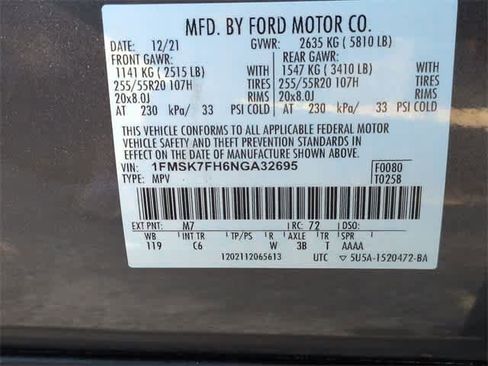 MFD. BY FORD MOTOR CO.
DATE: 12/21 GVWR: 2635 KG ( 5810 LB)
FRONT GAWR: REAR GAWR:
1141 KG ( 2515 LB) WITH 1547 KG ( 3410 LB) WITH
255/55R20 107H TIRES 255/55R20 107H TIRES
20x8.0J RIMS 20x8.0J RIMS
AT 230 kPa/ 33 PSI COLD AT 230 kPa/ 33 PSI COLD
THIS VEHICLE CONFORMS TO ALL APPLICABLE FEDERAL MOTOR
VEHICLE SAFETY AND THEFT PREVENTION STANDARDS IN
EFFECT ON THE DATE OF MANUFACTURE SHOWN ABOVE.
VIN: 1FMSK7FH6NGA32695 F0080
TYPE: MPV T0258
EXT PNT: M7 RC: 72 DSO:
WB INT TR TP/PS R AXLE TR SPR
119 C6 W 3B T AAAA
1202112065613 UTC ▽ 5U5A-1520472-BA